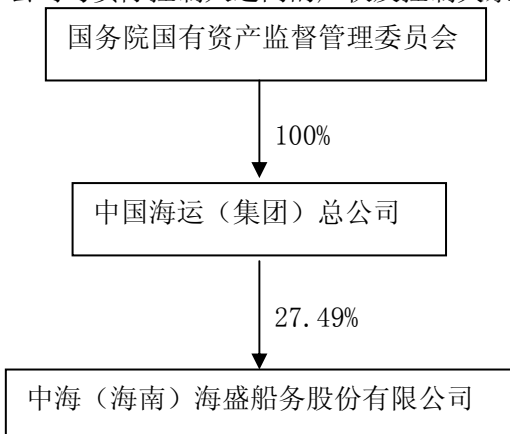 国务院国有资产监督管理委员会
100%
中国海运（集团）总公司
27.49%
中海（海南）海盛船务股份有限公司